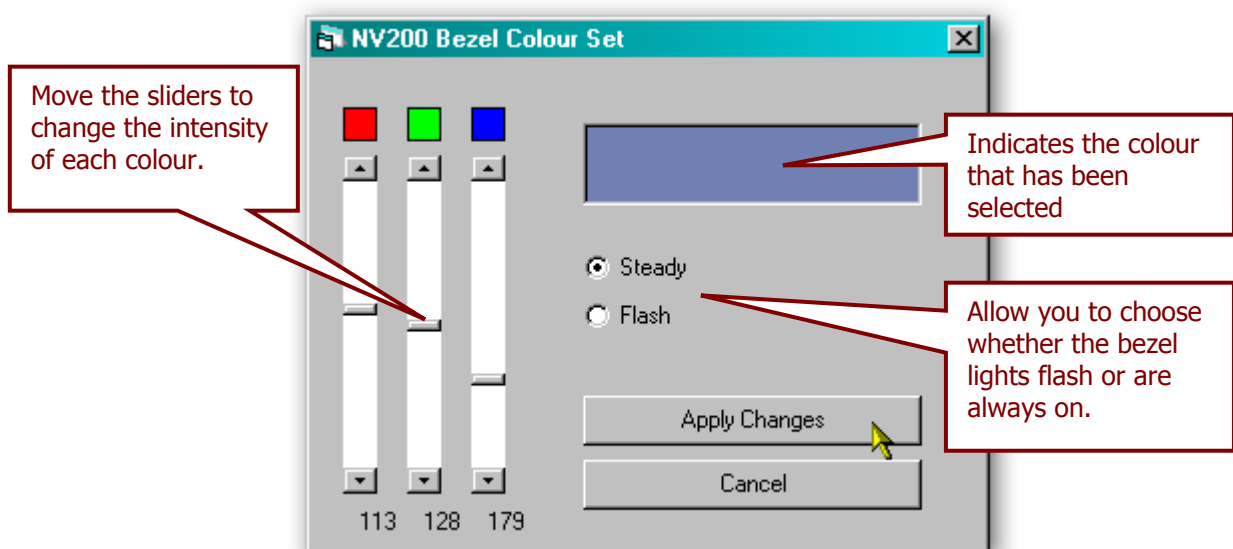 NV200 Bezel Colour Set
Move the sliders to
change the intensity
of each colour.
Indicates the colour
that has been
selected
Steady
Flash
Allow you to choose
whether the bezel
lights flash or are
always on.
Apply Changes
Cancel
113 128 179